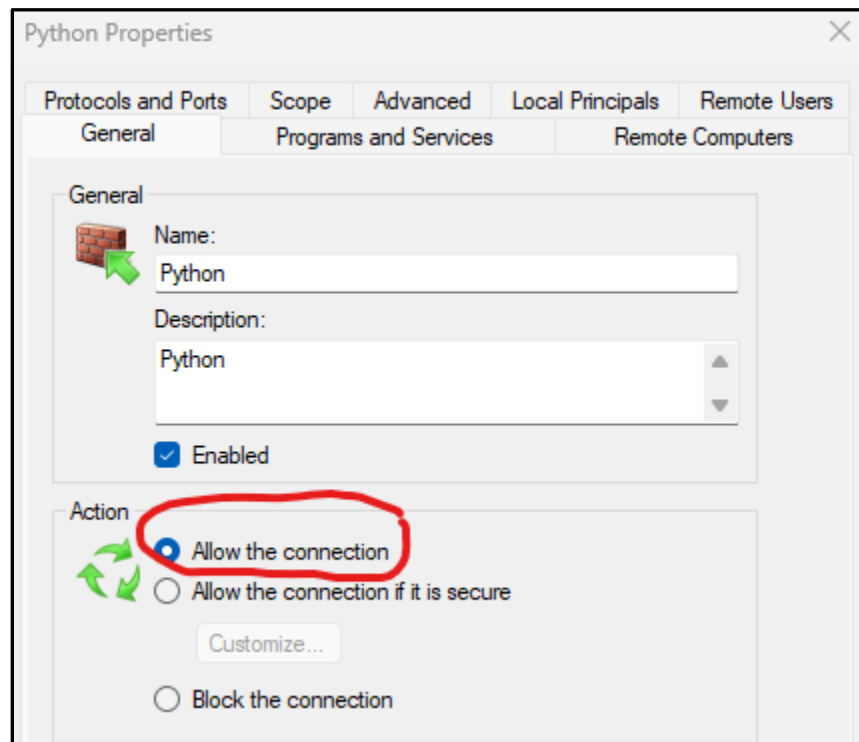 Python Properties
Protocols and Ports Scope Advanced Local Principals Remote Users
General Programs and Services Remote Computers
General
Name:
Python
Description:
Python
Enabled
Action
Allow the connection
Allow the connection if it is secure
Customize...
Block the connection